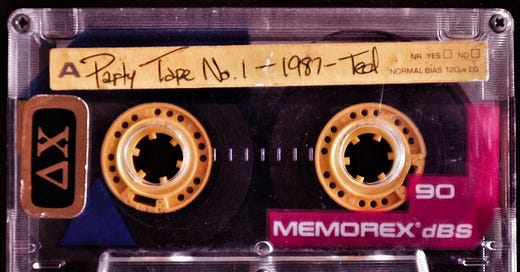 A Party Tape No. 1 - 1987 - Ted
NR YES☐ NO☐
NORMAL BIAS 120µs EQ
ΔX
90
MEMOREX® dBS